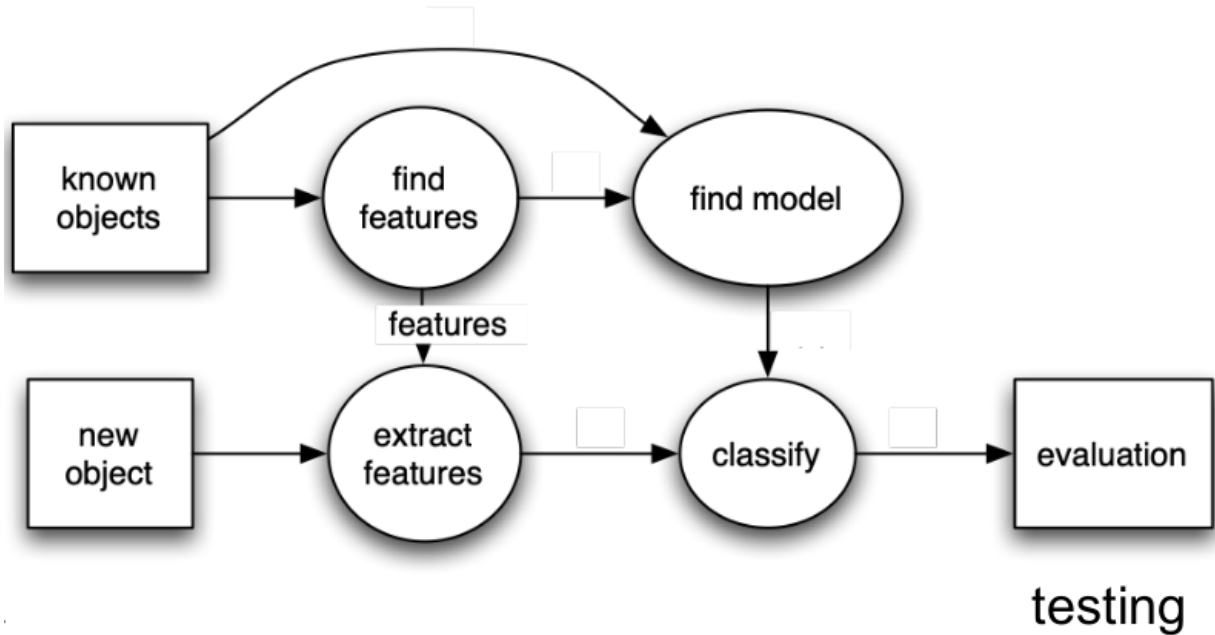 known
objects
find
features
find model
features
new
object
extract
features
classify
evaluation
testing